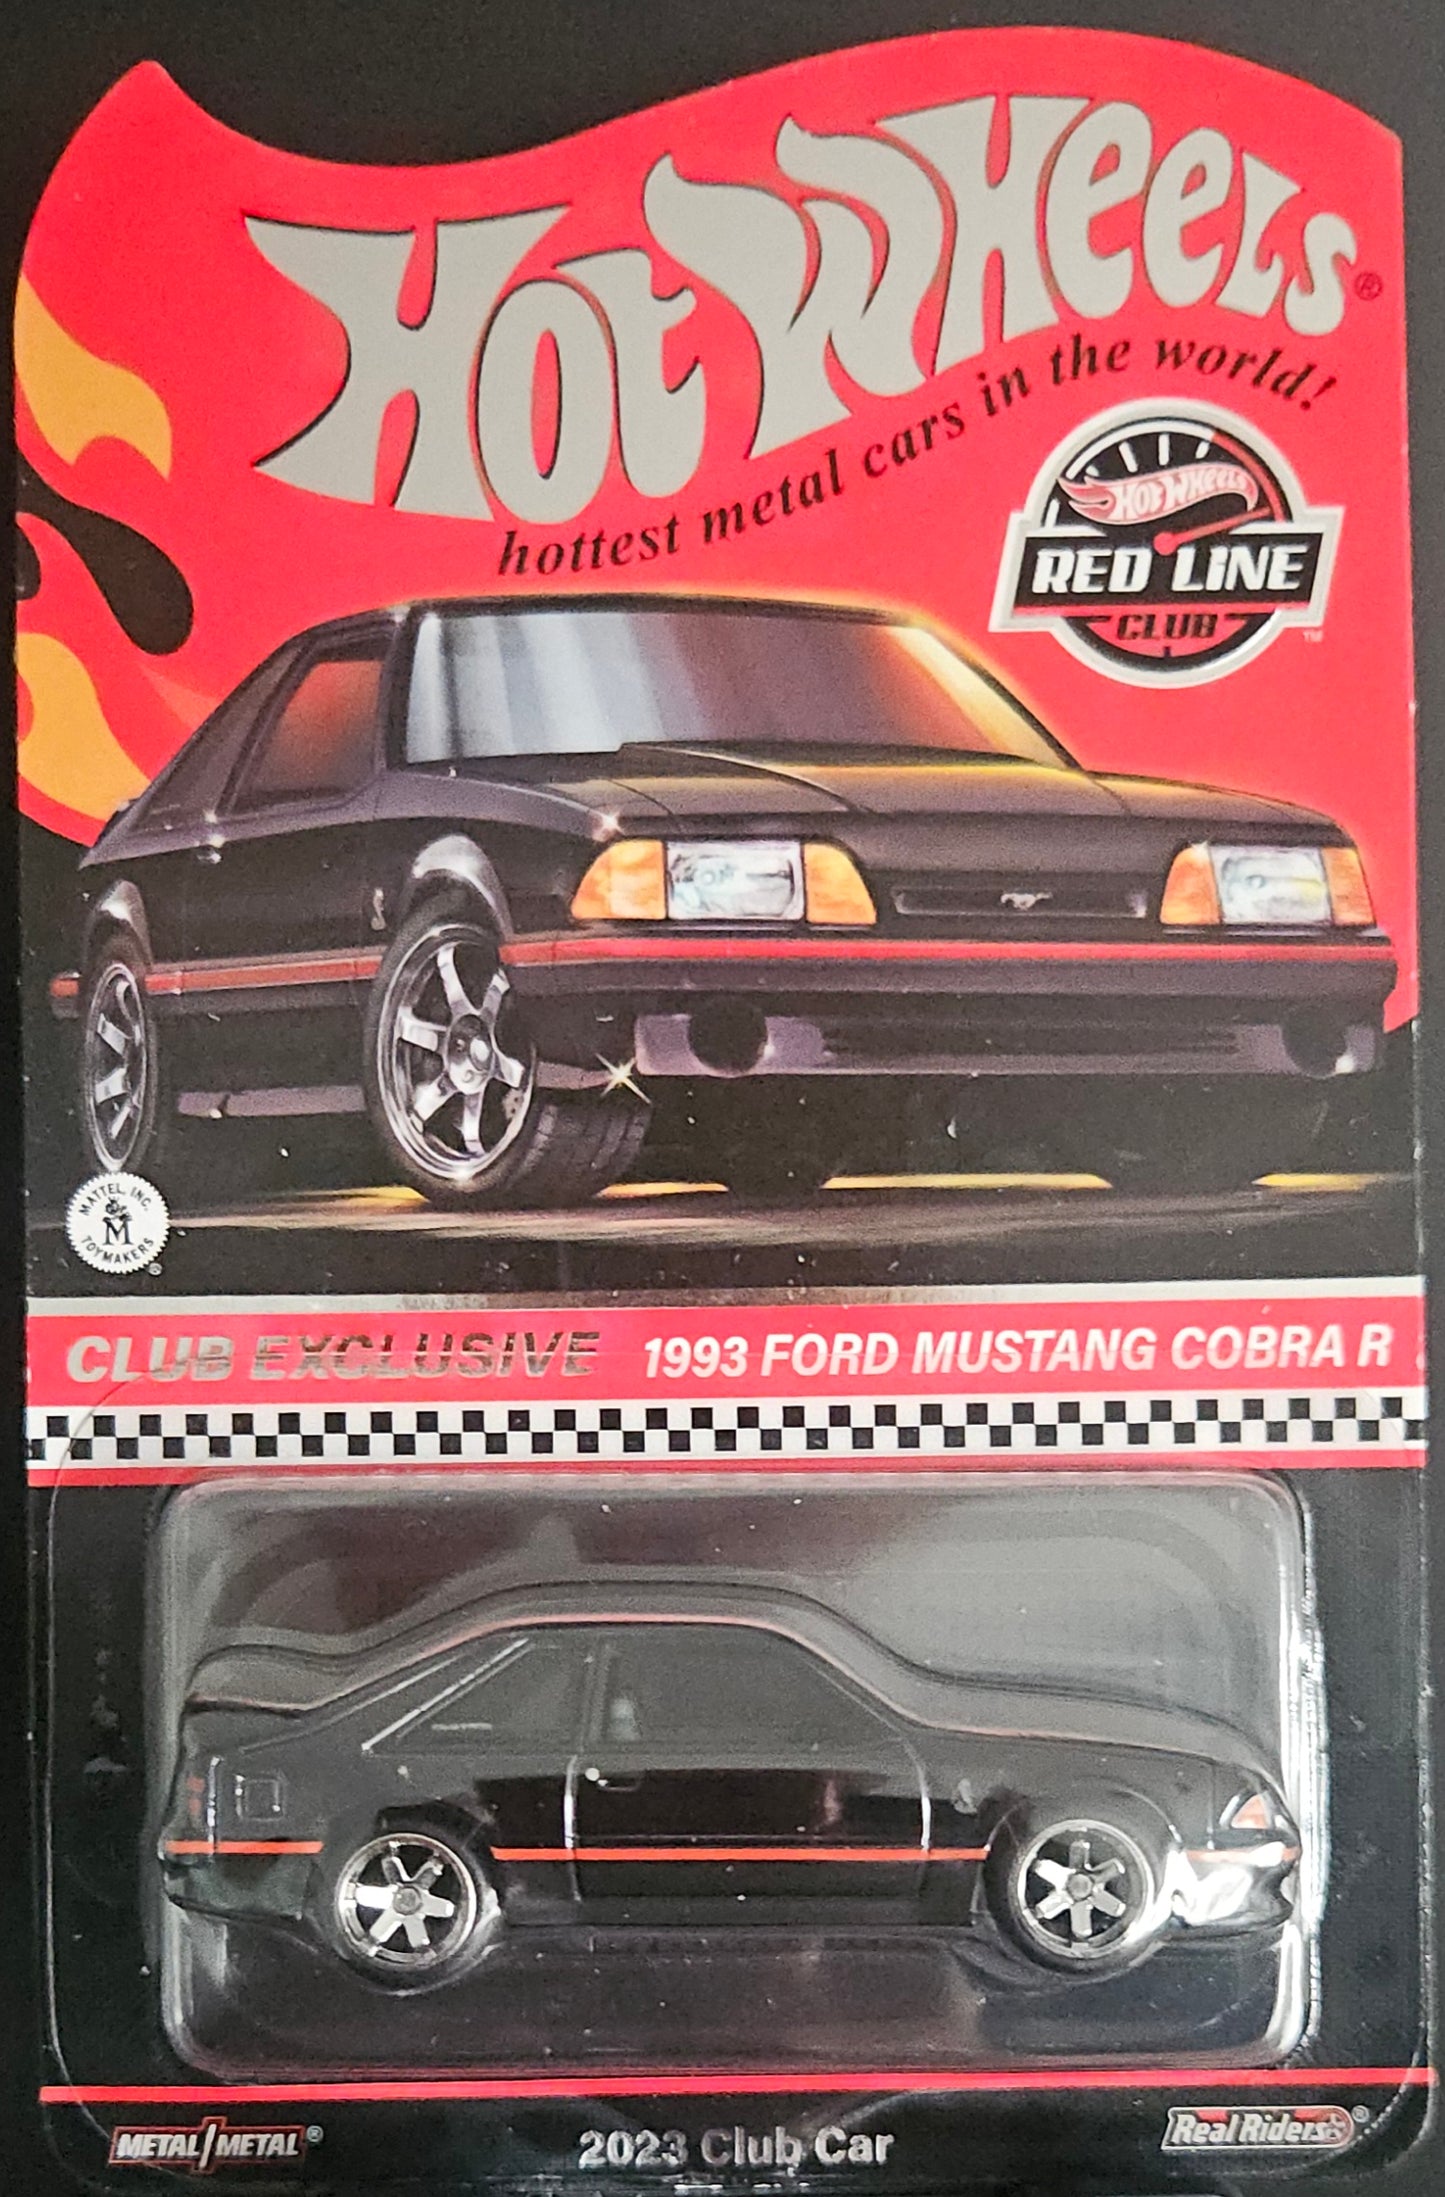 Hot Wheels®
hottest metal cars in the world!
Hot Wheels
RED LINE
CLUB
TM
MATTEL, INC.
M
TOYMAKERS
®
CLUB EXCLUSIVE 1993 FORD MUSTANG COBRA R
METAL/METAL® 2023 Club Car Real Riders®